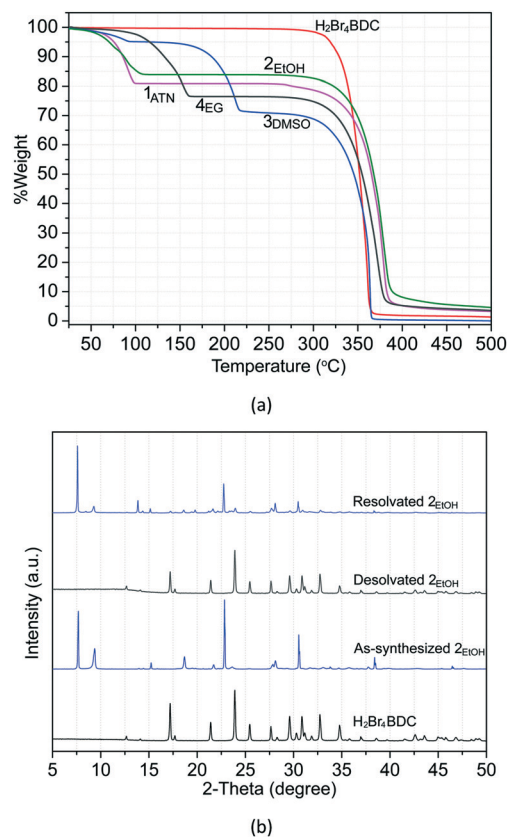 100
90
80
70
60
50
40
30
20
10
0
%Weight
H₂Br₄BDC
2EtOH
1ATN
4EG
3DMSO
50 100 150 200 250 300 350 400 450 500
Temperature (°C)
(a)
Intensity (a.u.)
Resolvated 2EtOH
Desolvated 2EtOH
As-synthesized 2EtOH
H₂Br₄BDC
5 10 15 20 25 30 35 40 45 50
2-Theta (degree)
(b)